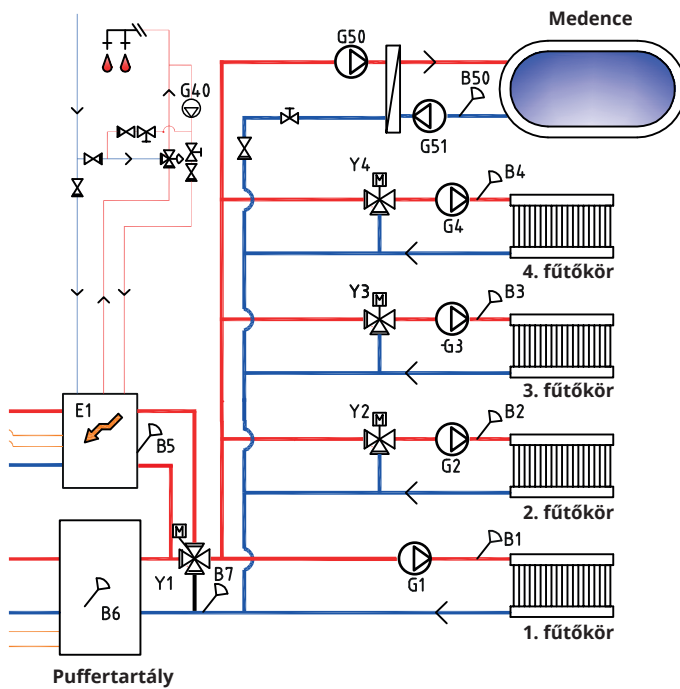 Medence
G50
B50
G40
G51
Y4
M
B4
G4
4. fűtőkör
Y3
M
B3
-G3
3. fűtőkör
E1
Y2
M
B2
B5
G2
2. fűtőkör
M
B1
Y1
B7
G1
B6
1. fűtőkör
Puffertartály